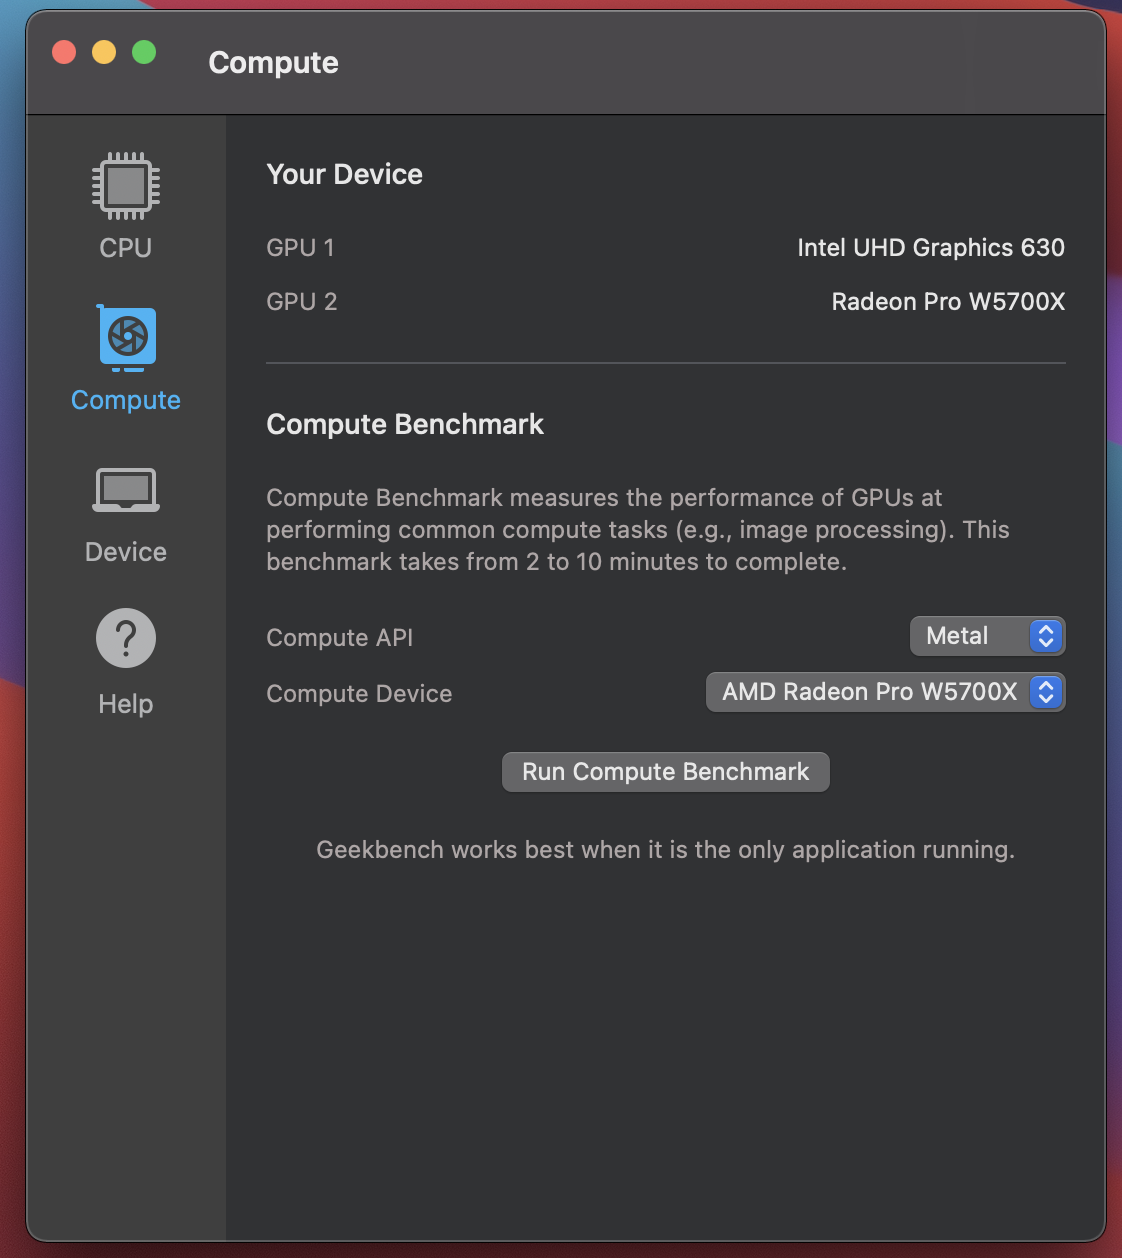 Compute
CPU
Compute
Device
Help
Your Device
GPU 1 Intel UHD Graphics 630
GPU 2 Radeon Pro W5700X
Compute Benchmark
Compute Benchmark measures the performance of GPUs at
performing common compute tasks (e.g., image processing). This
benchmark takes from 2 to 10 minutes to complete.
Compute API Metal
Compute Device AMD Radeon Pro W5700X
Run Compute Benchmark
Geekbench works best when it is the only application running.